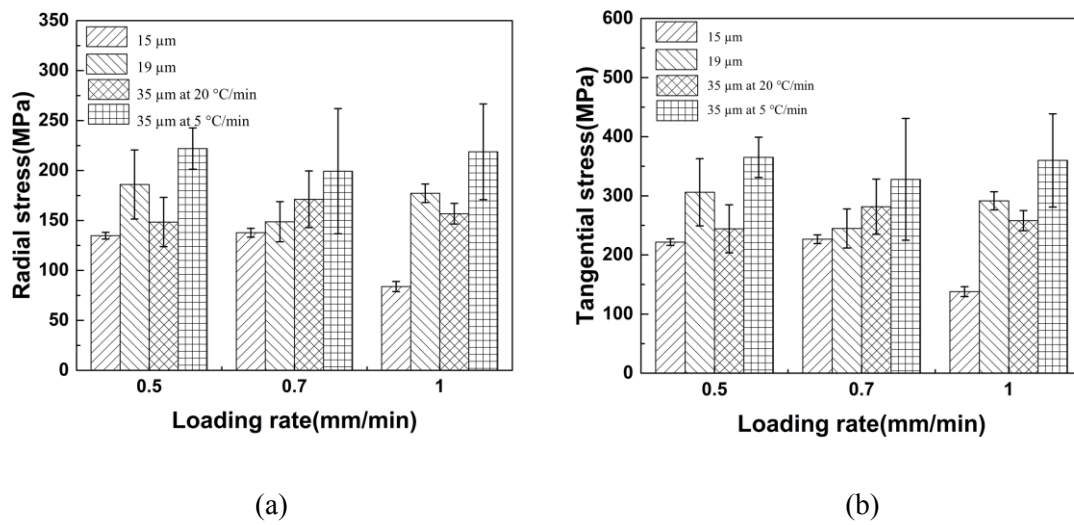 350
300
250
200
150
100
50
0
Radial stress(MPa)
15 µm
19 µm
35 µm at 20 °C/min
35 µm at 5 °C/min
0.5 0.7 1
Loading rate(mm/min)
(a)
600
500
400
300
200
100
0
Tangential stress(MPa)
15 µm
19 µm
35 µm at 20 °C/min
35 µm at 5 °C/min
0.5 0.7 1
Loading rate(mm/min)
(b)